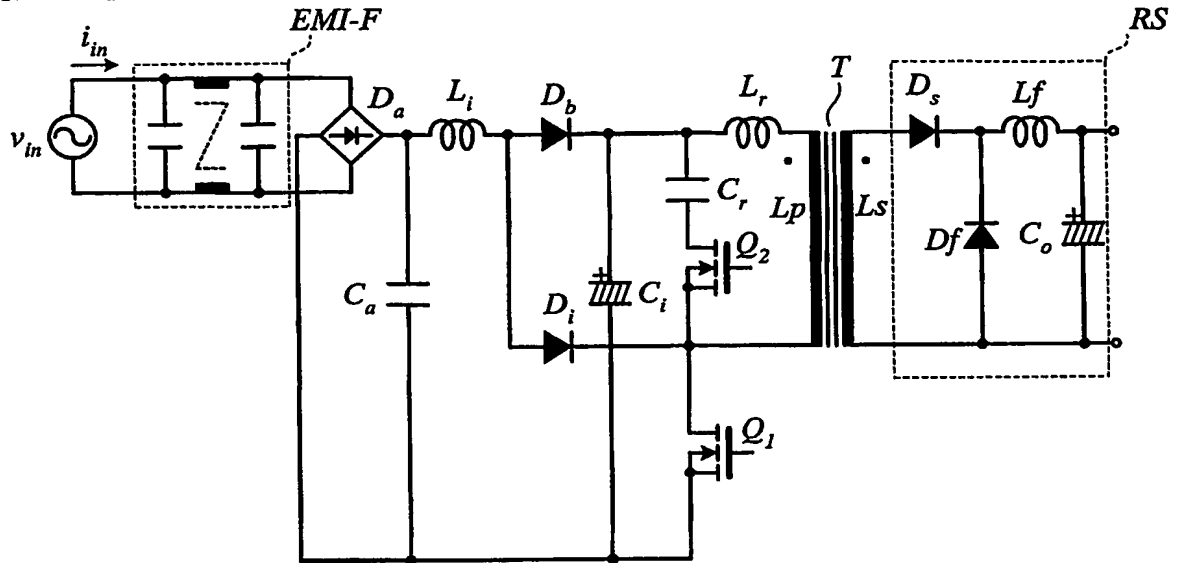 EMI-F
RS
i_in
T
D_a
L_i
D_b
L_r
D_s
Lf
v_in
C_r
Lp
Ls
Q_2
Df
+
C_o
C_a
+
C_i
D_i
Q_1